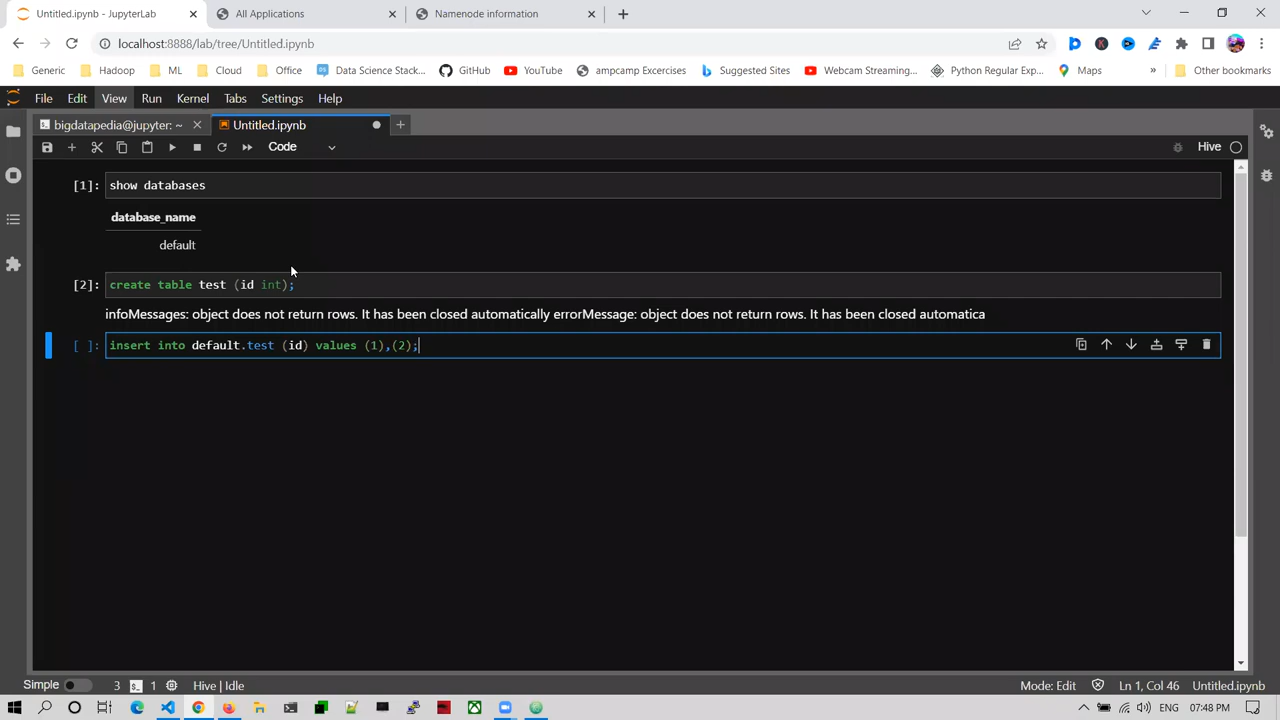 Untitled.ipynb - JupyterLab
All Applications
Namenode information
localhost:8888/lab/tree/Untitled.ipynb
Generic
Hadoop
ML
Cloud
Office
Data Science Stack...
GitHub
YouTube
ampcamp Excercises
Suggested Sites
Webcam Streaming...
Python Regular Exp...
Maps
»
Other bookmarks
File Edit View Run Kernel Tabs Settings Help
bigdatapedia@jupyter: ~
Untitled.ipynb
Code
Hive
[1]: show databases
database_name
default
[2]: create table test (id int);
infoMessages: object does not return rows. It has been closed automatically errorMessage: object does not return rows. It has been closed automatica
[ ]: insert into default.test (id) values (1),(2);
Simple
3
1
Hive | Idle
Mode: Edit
Ln 1, Col 46
Untitled.ipynb
ENG
07:48 PM